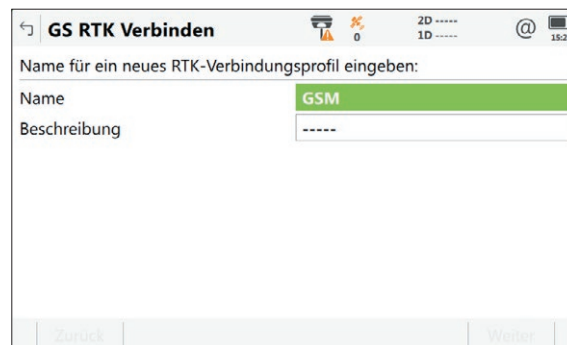 GS RTK Verbinden
0
2D -----
1D -----
@
Name für ein neues RTK-Verbindungsprofil eingeben:
Name GSM
Beschreibung -----
Zurück Weiter